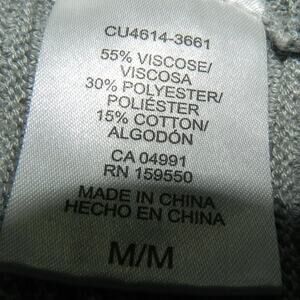 CU4614-3661
55% VISCOSE/
VISCOSA
30% POLYESTER/
POLIÉSTER
15% COTTON/
ALGODÓN
CA 04991
RN 159550
MADE IN CHINA
HECHO EN CHINA
M/M